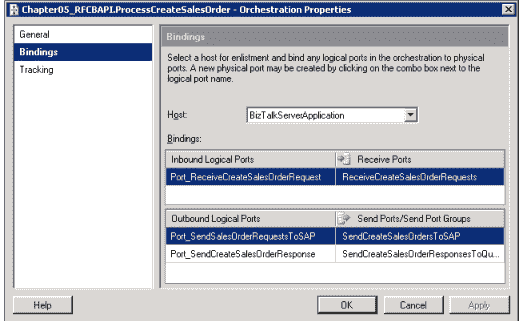 Chapter05_RFCBAPI.ProcessCreateSalesOrder - Orchestration Properties
General
Bindings
Tracking
Bindings
Select a host for enlistment and bind any logical ports in the orchestration to physical
ports. A new physical port may be created by clicking on the combo box next to the
logical port name.
Host:
BizTalkServerApplication
Bindings:
Inbound Logical Ports
Receive Ports
Port_ReceiveCreateSalesOrderRequest
ReceiveCreateSalesOrderRequests
Outbound Logical Ports
Send Ports/Send Port Groups
Port_SendSalesOrderRequestsToSAP
SendCreateSalesOrdersToSAP
Port_SendCreateSalesOrderResponse
SendCreateSalesOrderResponsesToQu...
Help
OK
Cancel
Apply